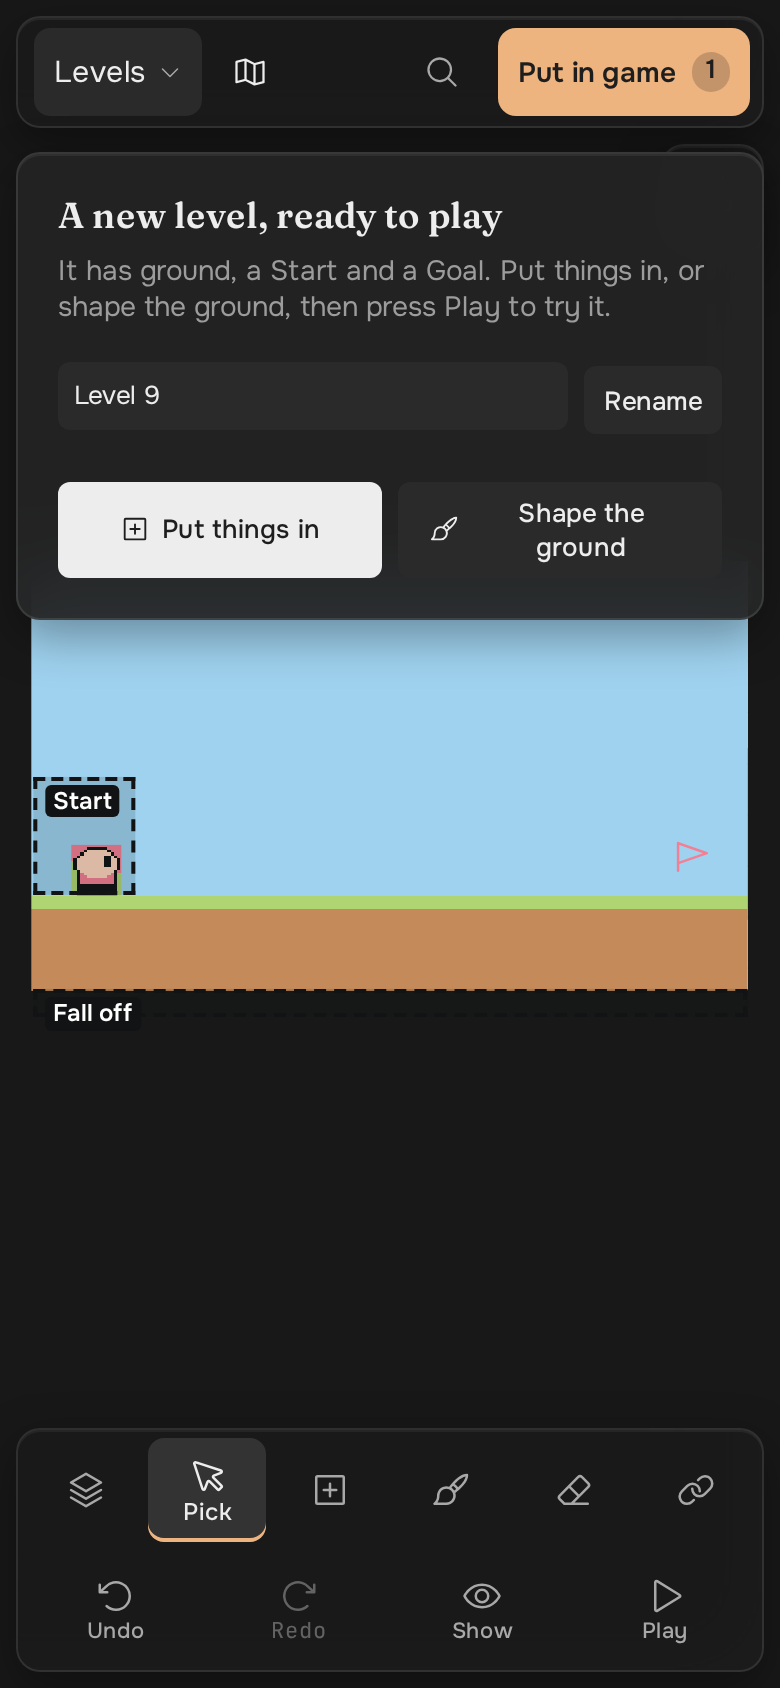 Levels
Put in game 1
A new level, ready to play
It has ground, a Start and a Goal. Put things in, or
shape the ground, then press Play to try it.
Level 9
Rename
Put things in
Shape the
ground
Start
Fall off
Pick
Undo
Redo
Show
Play